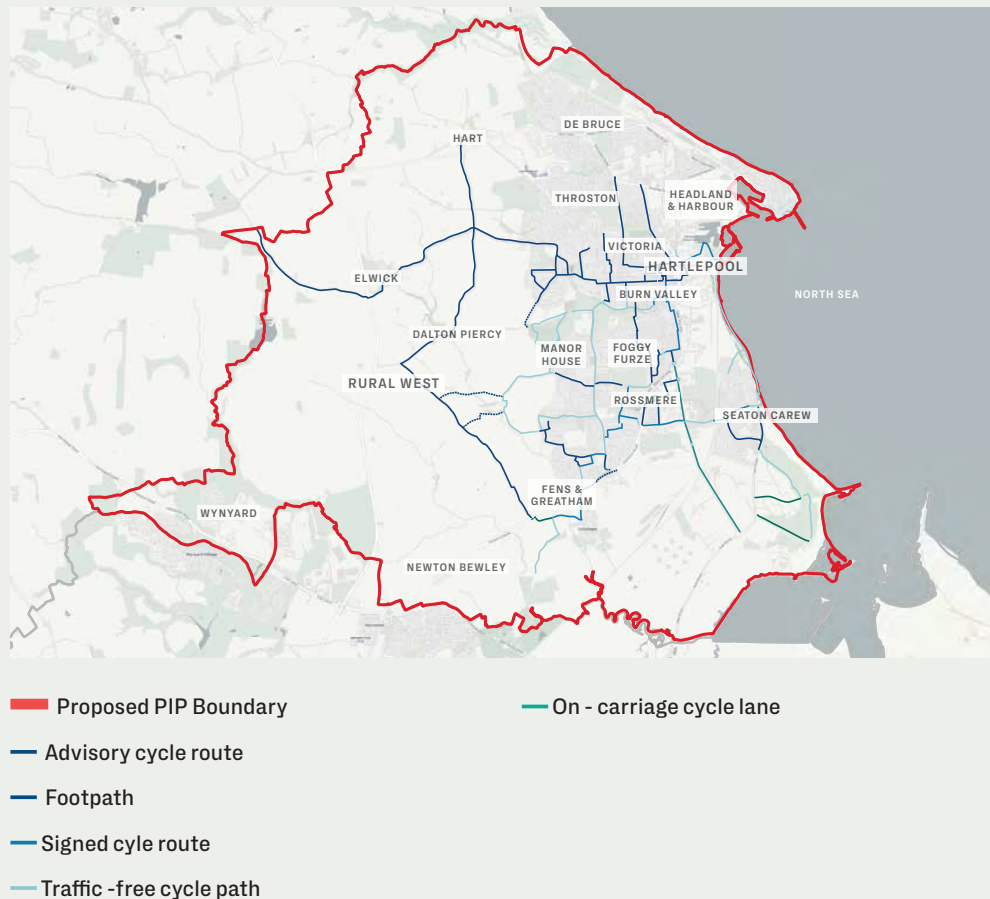 HART
DE BRUCE
THROSTON
HEADLAND
& HARBOUR
VICTORIA
HARTLEPOOL
ELWICK
BURN VALLEY
NORTH SEA
DALTON PIERCY
MANOR
HOUSE
FOGGY
FURZE
RURAL WEST
ROSSMERE
SEATON CAREW
FENS &
GREATHAM
WYNYARD
NEWTON BEWLEY
Proposed PIP Boundary
On - carriage cycle lane
Advisory cycle route
Footpath
Signed cyle route
Traffic -free cycle path